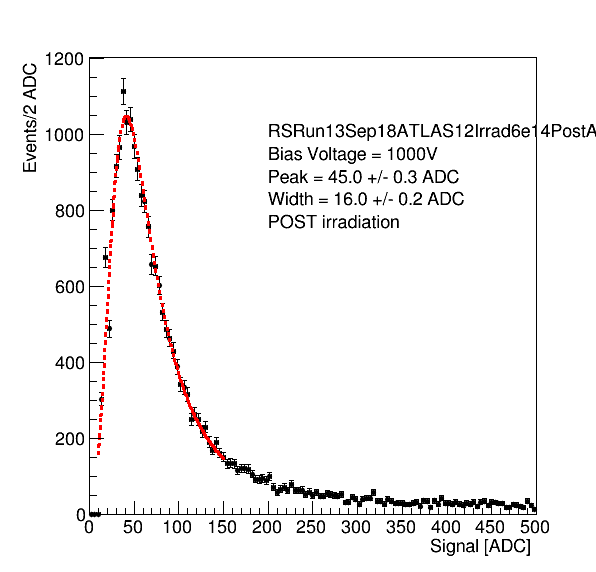 Events/2 ADC
1200
1000
800
600
400
200
0
RSRun13Sep18ATLAS12Irrad6e14PostA
Bias Voltage = 1000V
Peak = 45.0 +/- 0.3 ADC
Width = 16.0 +/- 0.2 ADC
POST irradiation
0 50 100 150 200 250 300 350 400 450 500
Signal [ADC]